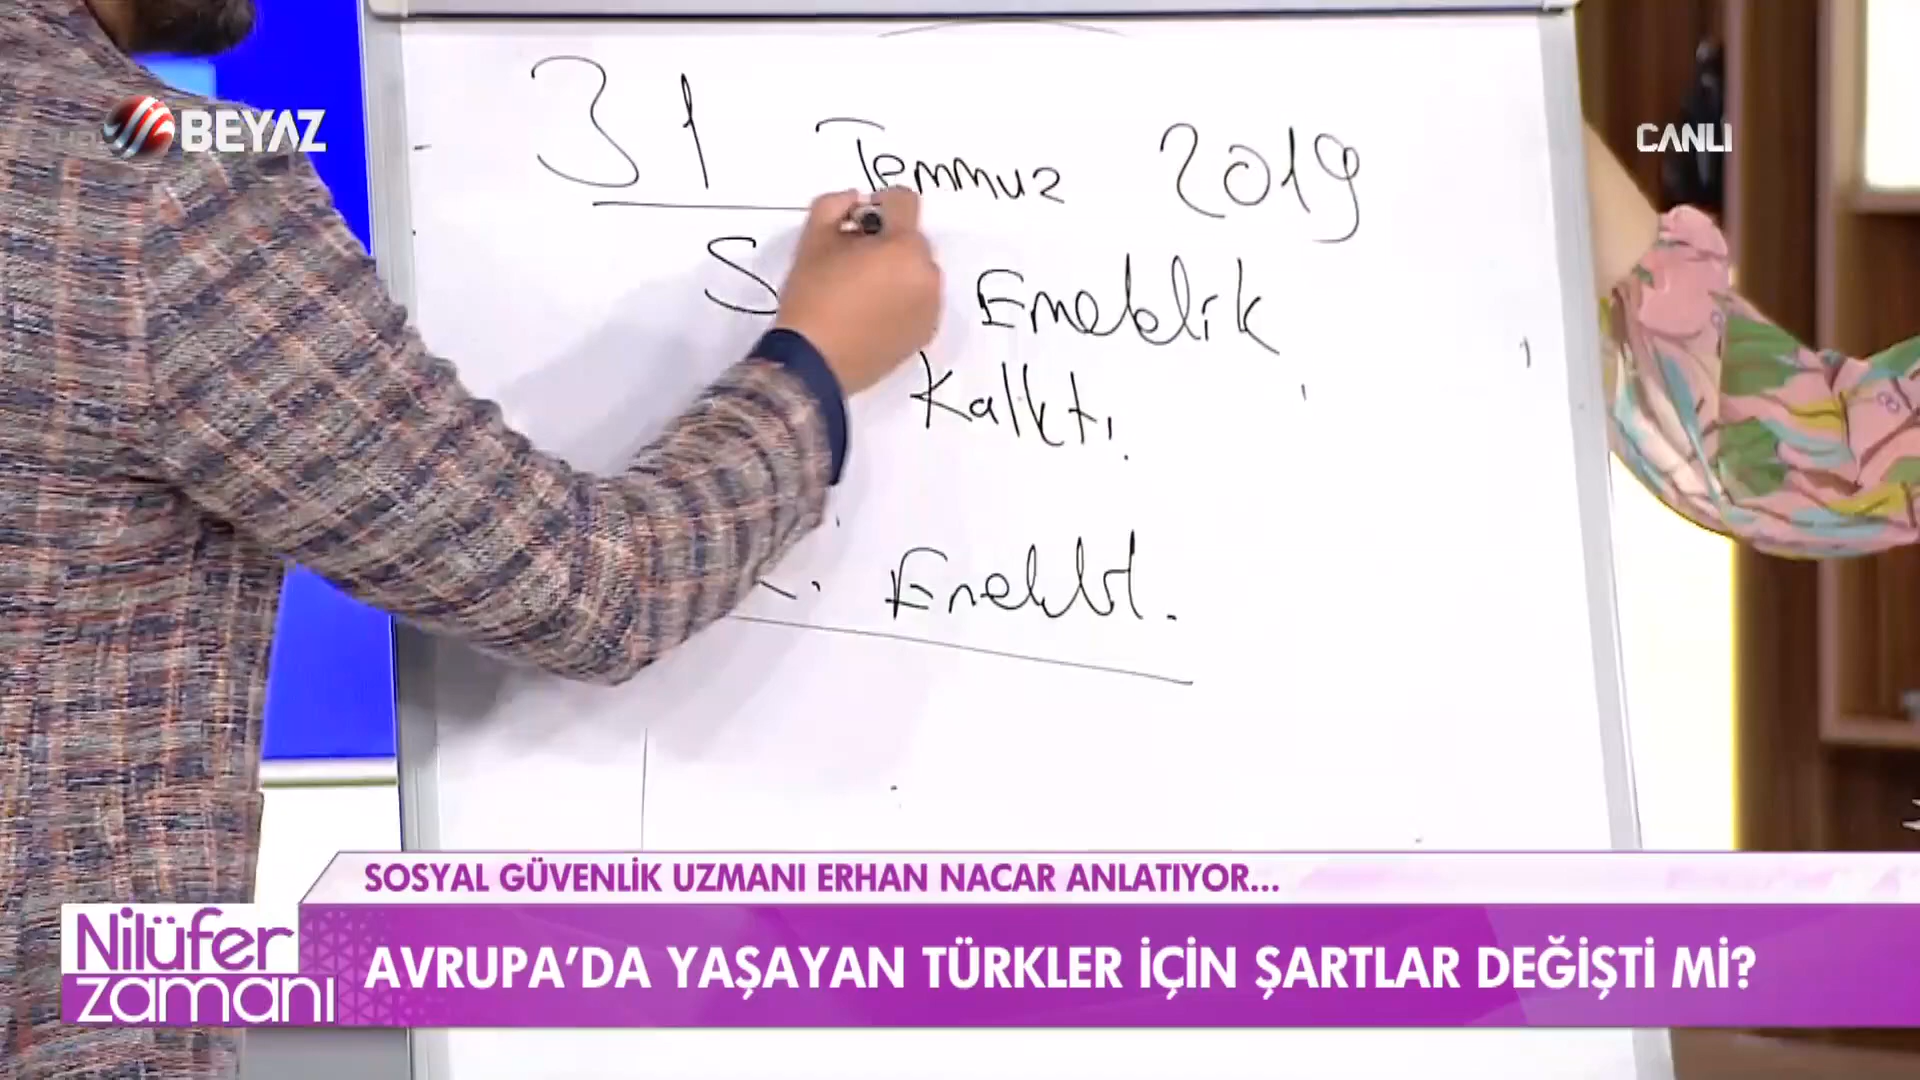 BEYAZ
CANLI
31 Temmuz 2019
Emeklilik
Kalktı.
SOSYAL GÜVENLİK UZMANI ERHAN NACAR ANLATIYOR...
Nilüfer
zamanı
AVRUPA'DA YAŞAYAN TÜRKLER İÇİN ŞARTLAR DEĞİŞTİ Mİ?